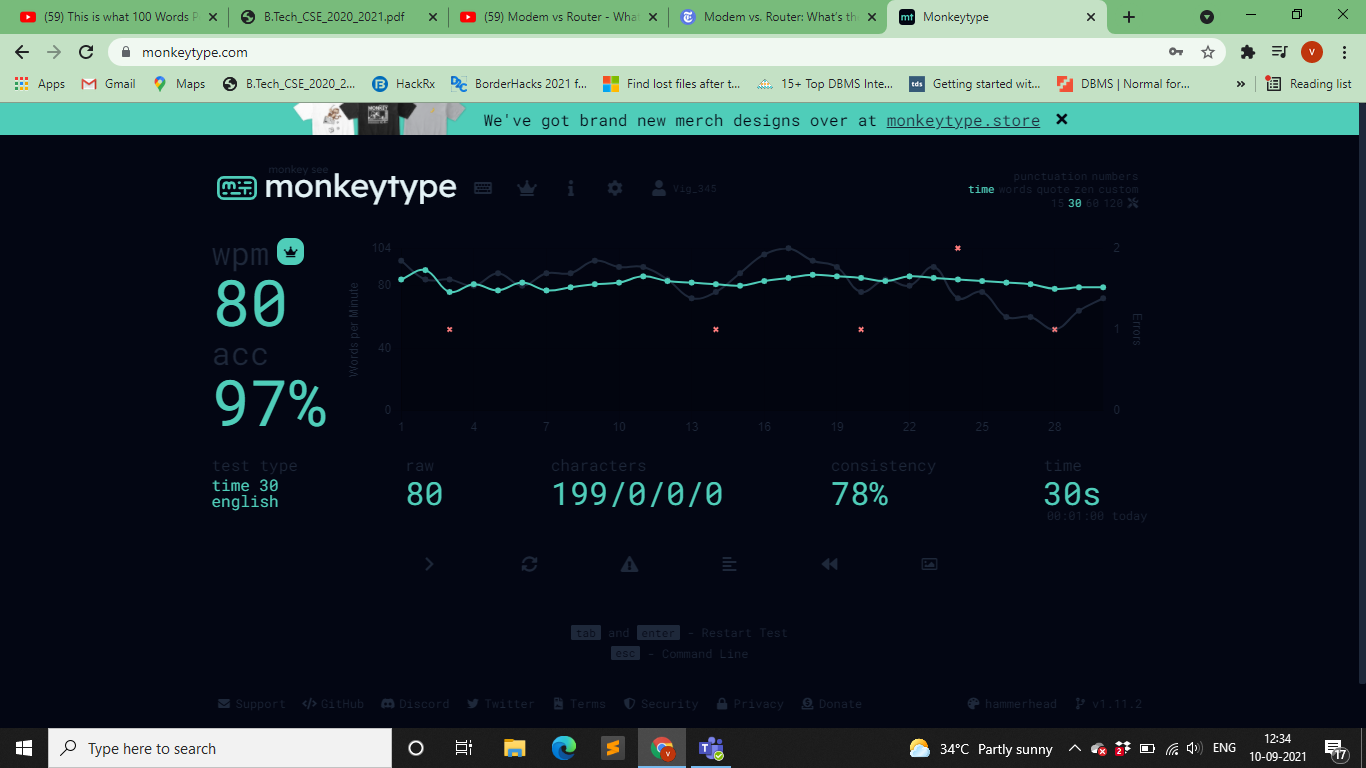 (59) This is what 100 Words P
B.Tech_CSE_2020_2021.pdf
(59) Modem vs Router - What
Modem vs. Router: What's the
mt
Monkeytype
monkeytype.com
V
Apps
Gmail
Maps
B.Tech_CSE_2020_2...
HackRx
BorderHacks 2021 f...
Find lost files after t...
15+ Top DBMS Inte...
tds
Getting started wit...
DBMS | Normal for...
»
Reading list
We've got brand new merch designs over at monkeytype.store
monkey see
monkeytype
Vig_345
punctuation numbers
time words quote zen custom
15 30 60 120
wpm
80
acc
97%
104
80
40
0
Words per Minute
2
1
0
Errors
1 4 7 10 13 16 19 22 25 28
test type
time 30
english
raw
80
characters
199/0/0/0
consistency
78%
time
30s
00:01:00 today
tab and enter - Restart Test
esc - Command Line
Support
GitHub
Discord
Twitter
Terms
Security
Privacy
Donate
hammerhead
v1.11.2
Type here to search
34°C Partly sunny
ENG
12:34
10-09-2021
17